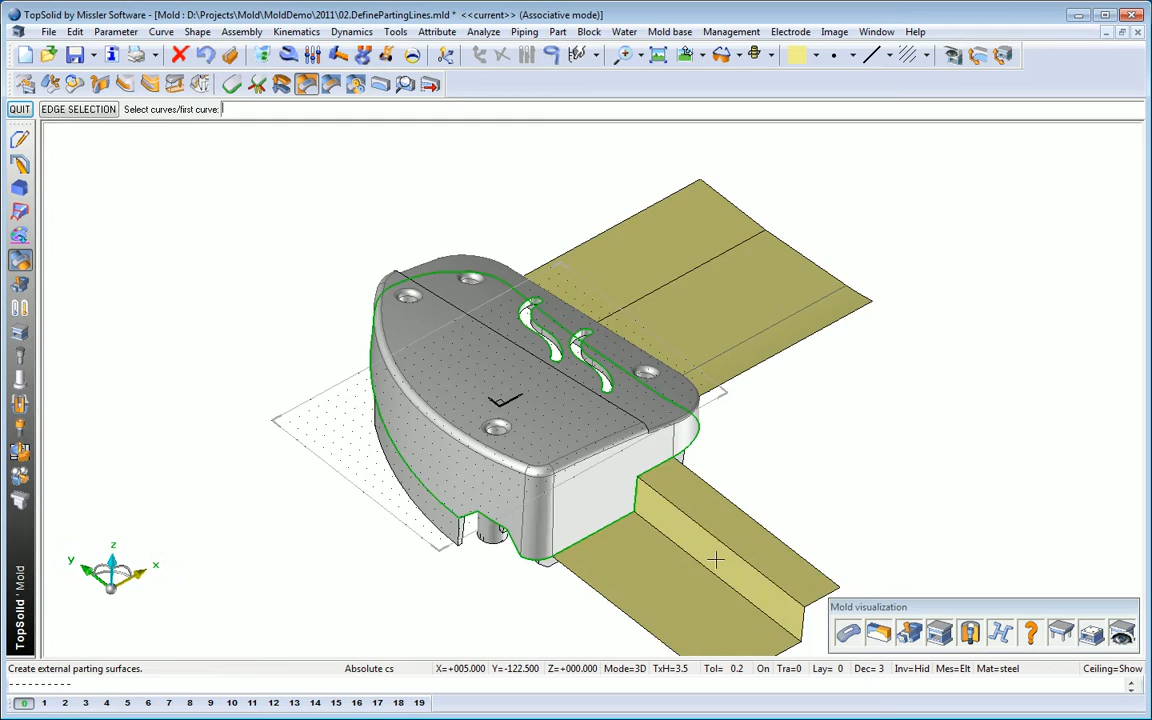 TopSolid by Missler Software - [Mold : D:\Projects\Mold\MoldDemo\2011\02.DefinePartingLines.mld * <<current>> (Associative mode)]
File Edit Parameter Curve Shape Assembly Kinematics Dynamics Tools Attribute Analyze Piping Part Block Water Mold base Management Electrode Image Window Help
QUIT EDGE SELECTION Select curves/first curve:
z
y
x
TopSolid'Mold
Mold visualization
Create external parting surfaces. Absolute cs X=+005.000 Y=-122.500 Z=+000.000 Mode=3D TxH=3.5 Tol= 0.2 On Tra=0 Lay= 0 Dec= 3 Inv=Hid Mes=Elt Mat=steel Ceiling=Show
----------
0 1 2 3 4 5 6 7 8 9 10 11 12 13 14 15 16 17 18 19